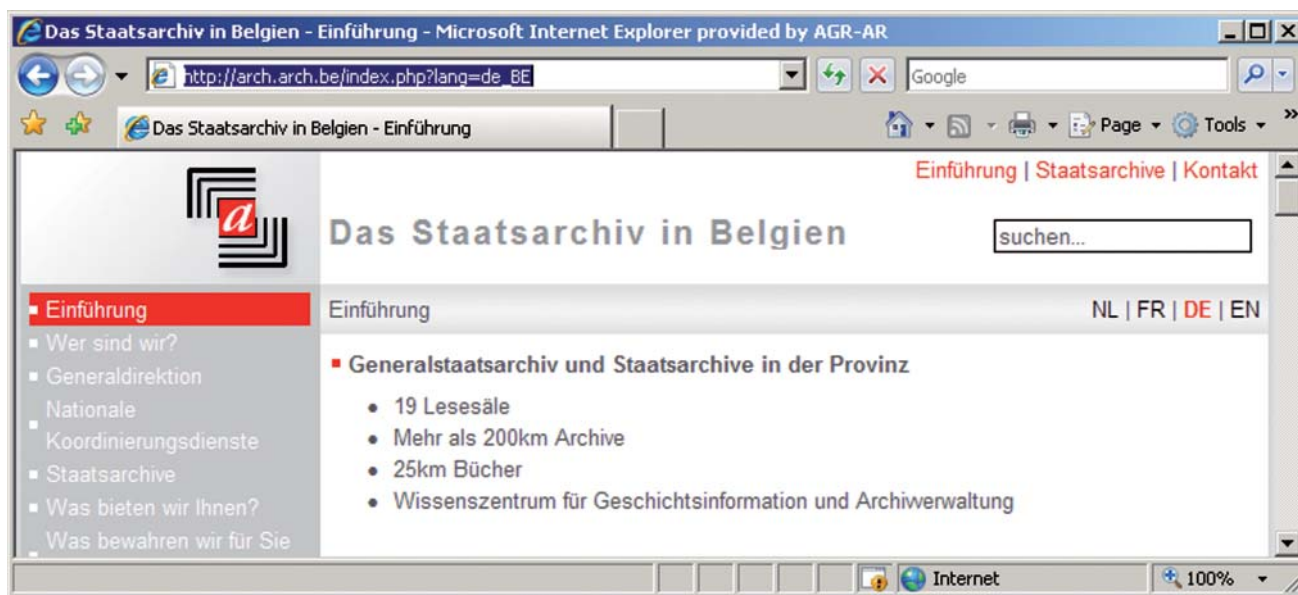 Das Staatsarchiv in Belgien - Einführung - Microsoft Internet Explorer provided by AGR-AR
http://arch.arch.be/index.php?lang=de_BE
Google
Das Staatsarchiv in Belgien - Einführung
Page
Tools
»
Einführung | Staatsarchive | Kontakt
a
Das Staatsarchiv in Belgien
suchen...
Einführung
Wer sind wir?
Generaldirektion
Nationale
Koordinierungsdienste
Staatsarchive
Was bieten wir Ihnen?
Was bewahren wir für Sie
Einführung
NL | FR | DE | EN
Generalstaatsarchiv und Staatsarchive in der Provinz
• 19 Lesesäle
• Mehr als 200km Archive
• 25km Bücher
• Wissenszentrum für Geschichtsinformation und Archivverwaltung
Internet
100%